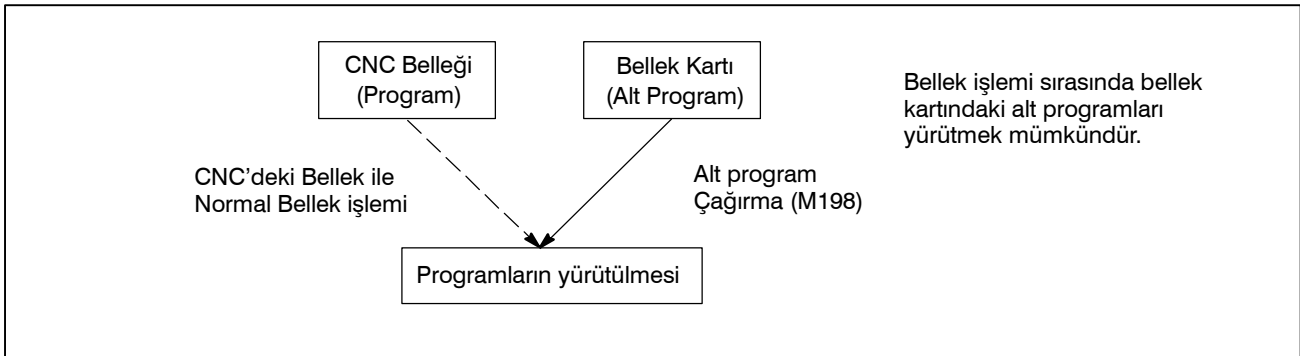 CNC Belleği
(Program)
Bellek Kartı
(Alt Program)
Bellek işlemi sırasında bellek
kartındaki alt programları
yürütmek mümkündür.
CNC'deki Bellek ile
Normal Bellek işlemi
Alt program
Çağırma (M198)
Programların yürütülmesi